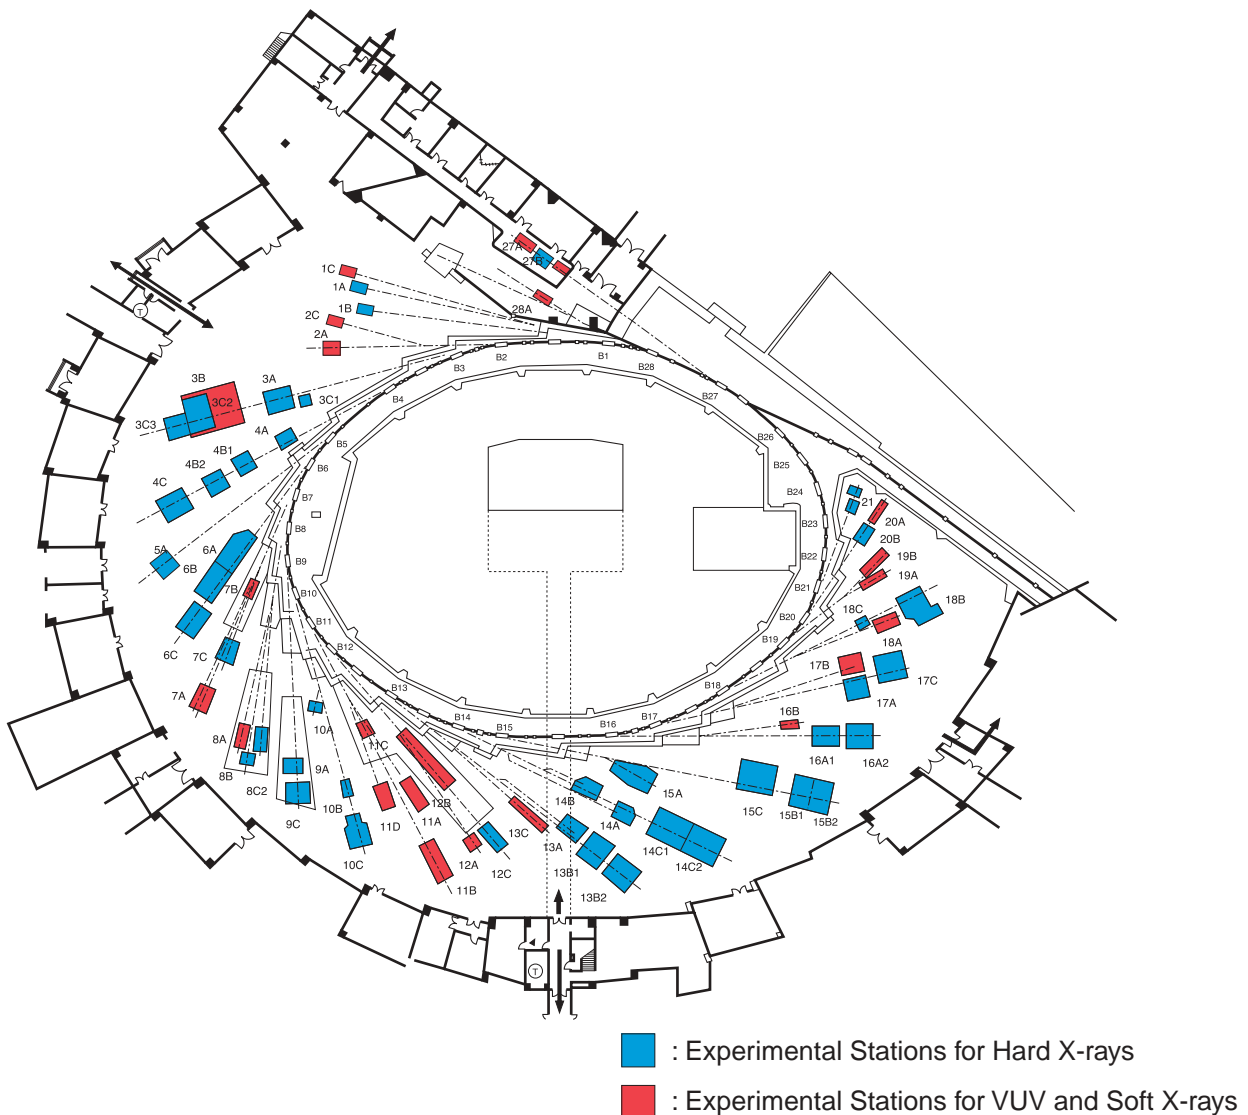 27A
27B
1C
1A
1B
2C
2A
28A
B2
B1
B3
B28
B4
B27
3B
3A
3C2
3C1
3C3
4A
B5
B26
4B1
4B2
B6
B25
4C
B7
B24
21
B8
B23
20A
5A
6A
B9
B22
20B
6B
19B
7B
B10
B21
19A
B11
B20
18C
18B
B12
B19
18A
6C
7C
17B
17C
7A
B13
B18
17A
B14
B17
16B
B15
B16
10A
11C
8A
16A1
16A2
8B
9A
8C2
15A
14B
12B
10B
11D
11A
15C
15B1
15B2
9C
13C
14A
13A
10C
12A
12C
14C1
14C2
13B1
11B
13B2
T
T
: Experimental Stations for Hard X-rays
: Experimental Stations for VUV and Soft X-rays